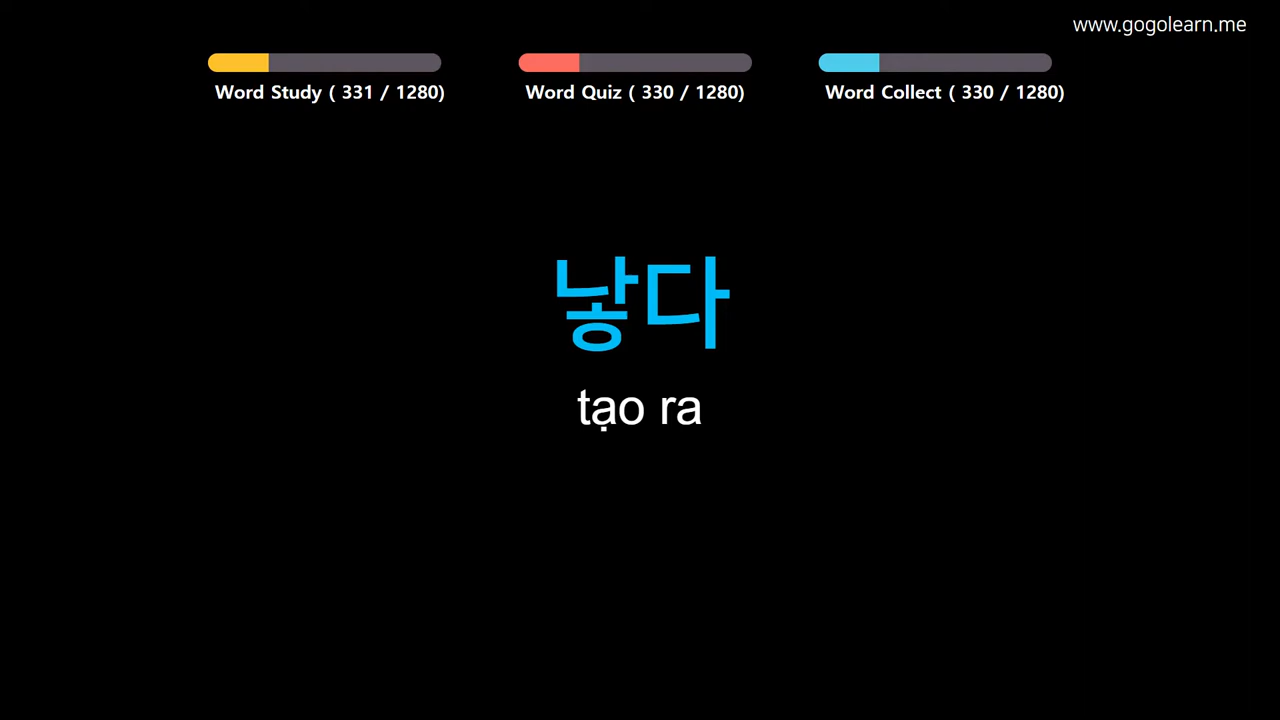 www.gogolearn.me
Word Study ( 331 / 1280)
Word Quiz ( 330 / 1280)
Word Collect ( 330 / 1280)
낳다
tạo ra